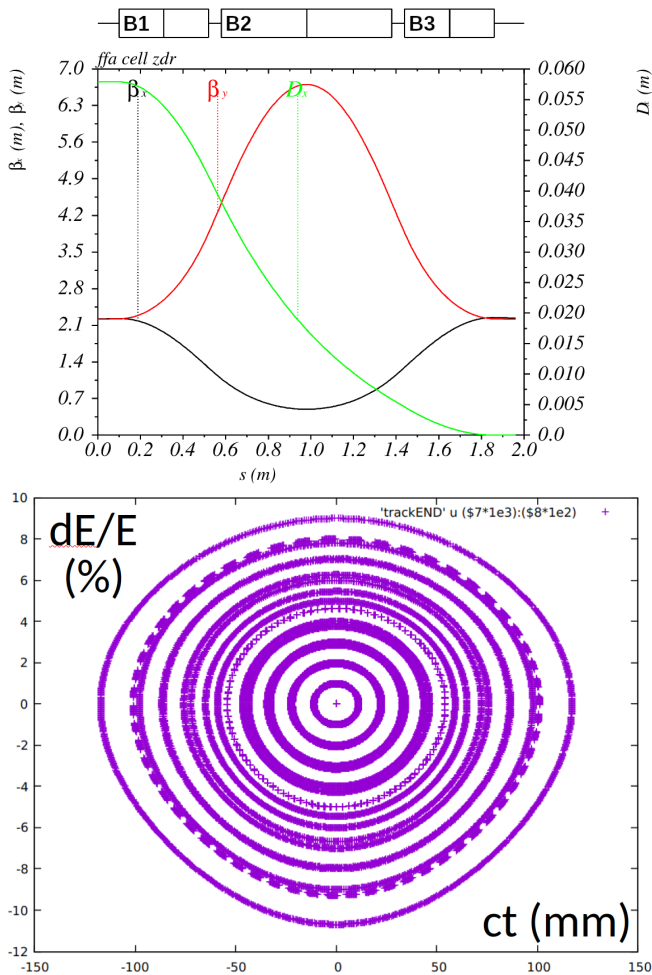 B1 B2 B3
ffa cell zdr
7.0
6.3
5.6
4.9
4.2
3.5
2.8
2.1
1.4
0.7
0.0
βx (m), βy (m)
βx
βy
Dx
0.060
0.055
0.050
0.045
0.040
0.035
0.030
0.025
0.020
0.015
0.010
0.005
0.0
Dx (m)
0.0 0.2 0.4 0.6 0.8 1.0 1.2 1.4 1.6 1.8 2.0
s (m)
10
8
6
4
2
0
-2
-4
-6
-8
-10
-12
dE/E
(%)
'trackEND' u ($7*1e3):($8*1e2)
ct (mm)
-150 -100 -50 0 50 100 150